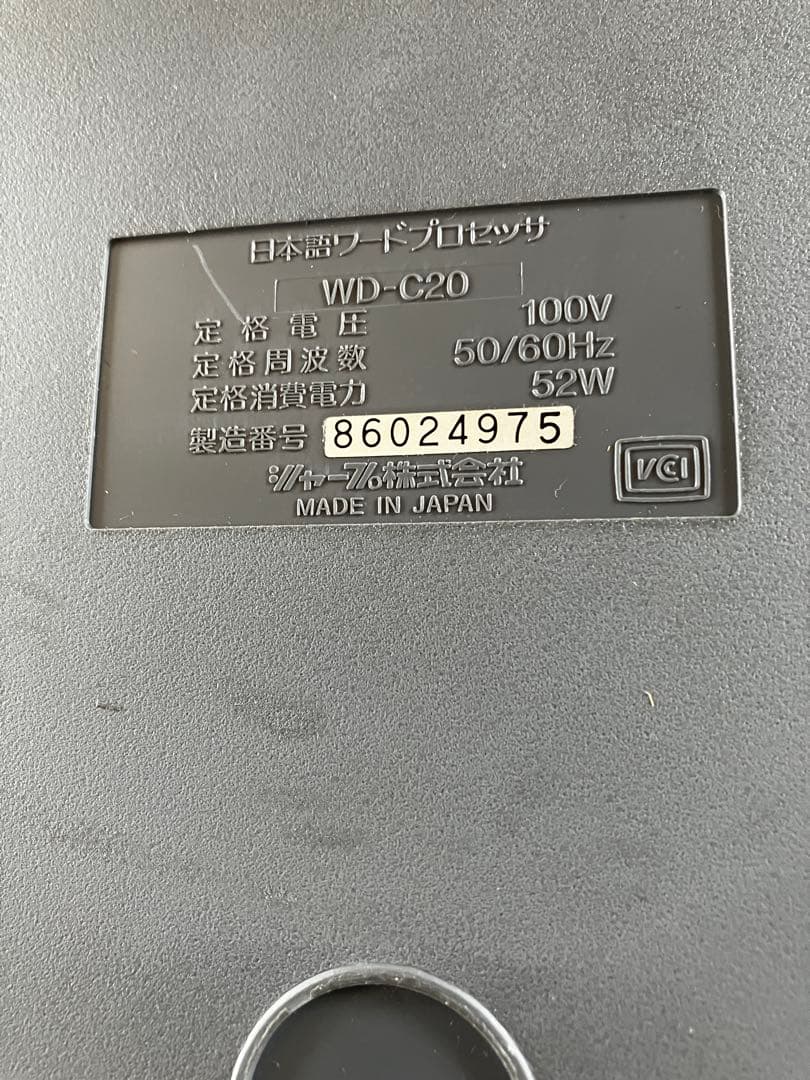 日本語ワードプロセッサ
WD-C20
定格電圧 100V
定格周波数 50/60Hz
定格消費電力 52W
製造番号 86024975
シャープ株式会社
MADE IN JAPAN
VCCI